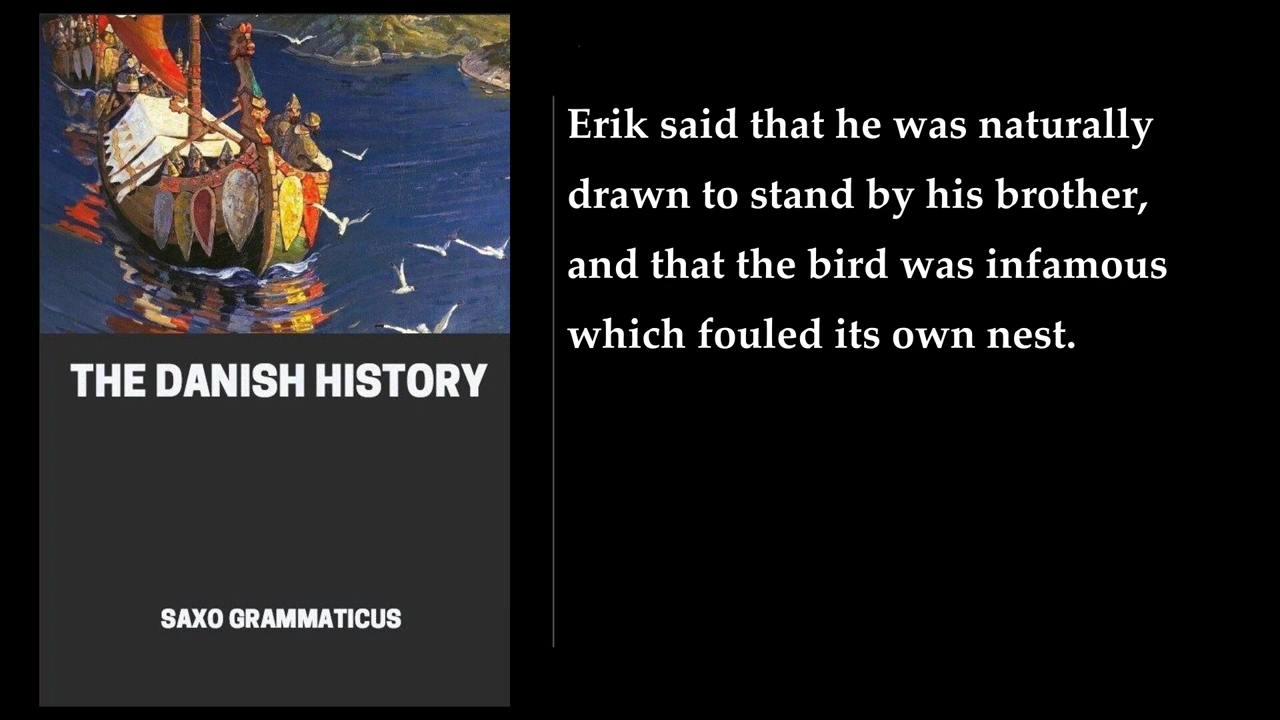 THE DANISH HISTORY
SAXO GRAMMATICUS
Erik said that he was naturally
drawn to stand by his brother,
and that the bird was infamous
which fouled its own nest.